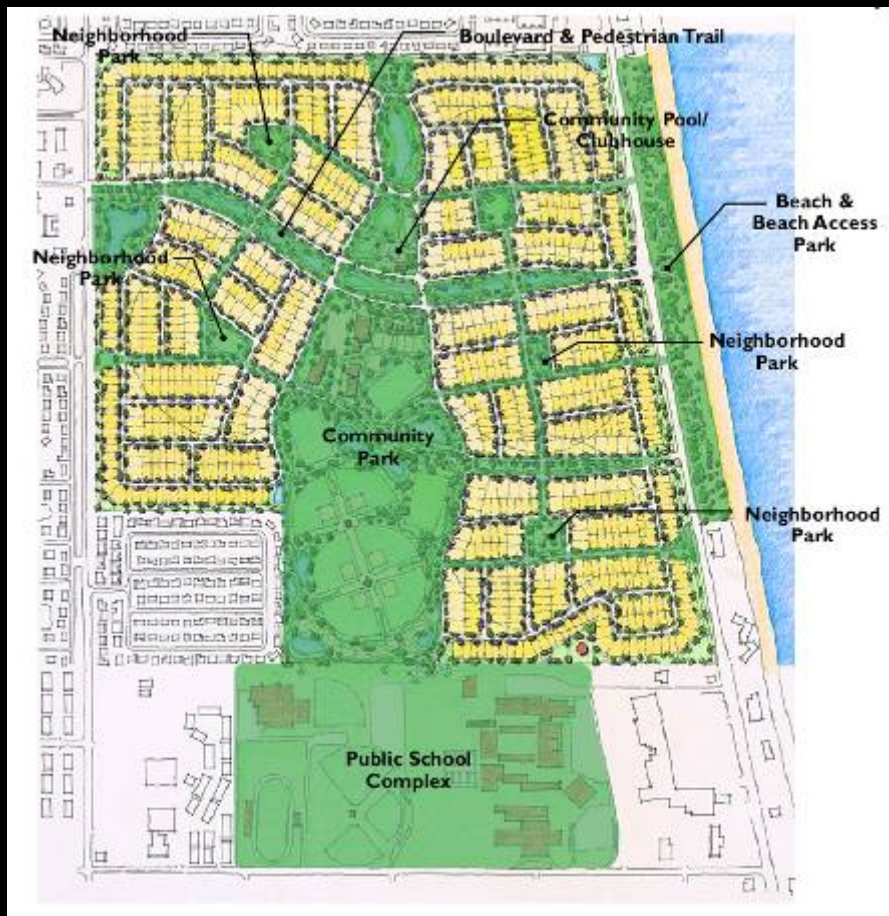 Neighborhood
Park
Boulevard & Pedestrian Trail
Community Pool/
Clubhouse
Beach &
Beach Access
Park
Neighborhood
Park
Neighborhood
Park
Community
Park
Neighborhood
Park
Public School
Complex